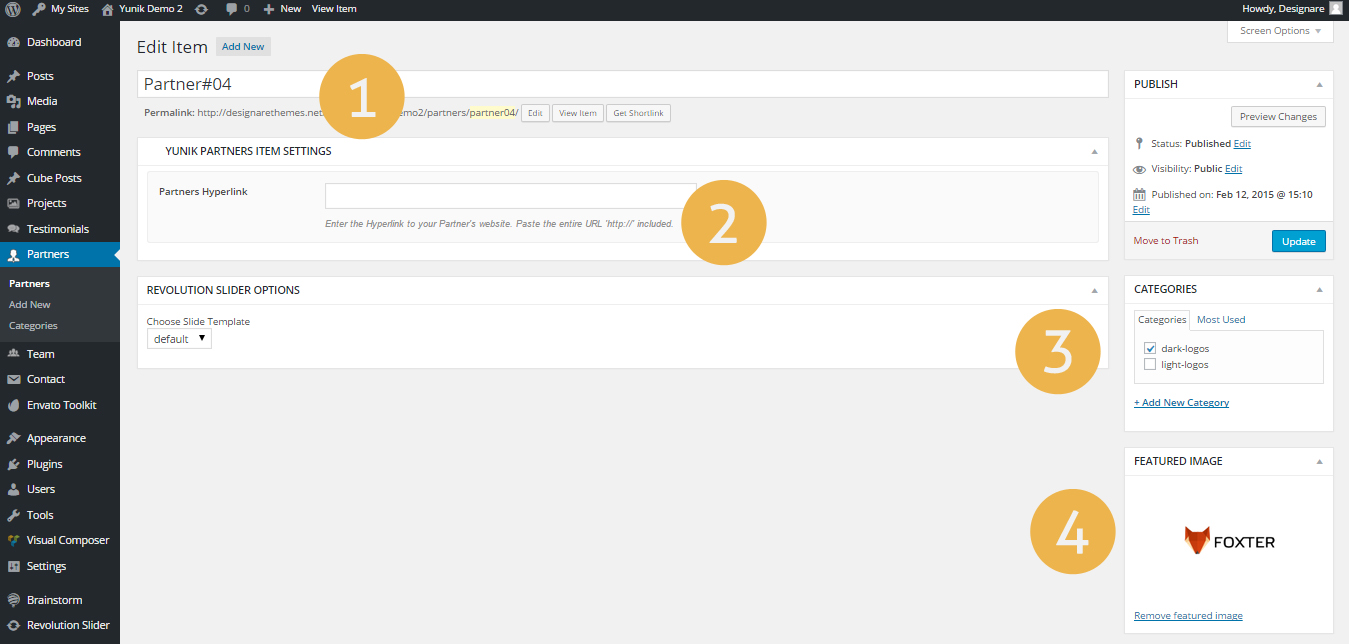 My Sites Yunik Demo 2 0 New View Item Howdy, Designare
Screen Options
Dashboard
Posts
Media
Pages
Comments
Cube Posts
Projects
Testimonials
Partners
Partners
Add New
Categories
Team
Contact
Envato Toolkit
Appearance
Plugins
Users
Tools
Visual Composer
Settings
Brainstorm
Revolution Slider
Edit Item Add New
Partner#04
1
Permalink: http://designarethemes.net emo2/partners/partner04/ Edit View Item Get Shortlink
YUNIK PARTNERS ITEM SETTINGS
Partners Hyperlink
Enter the Hyperlink to your Partner's website. Paste the entire URL 'http://' included.
2
REVOLUTION SLIDER OPTIONS
Choose Slide Template
default
3
PUBLISH
Preview Changes
Status: Published Edit
Visibility: Public Edit
Published on: Feb 12, 2015 @ 15:10
Edit
Move to Trash Update
CATEGORIES
Categories Most Used
dark-logos
light-logos
+ Add New Category
FEATURED IMAGE
4
FOXTER
Remove featured image